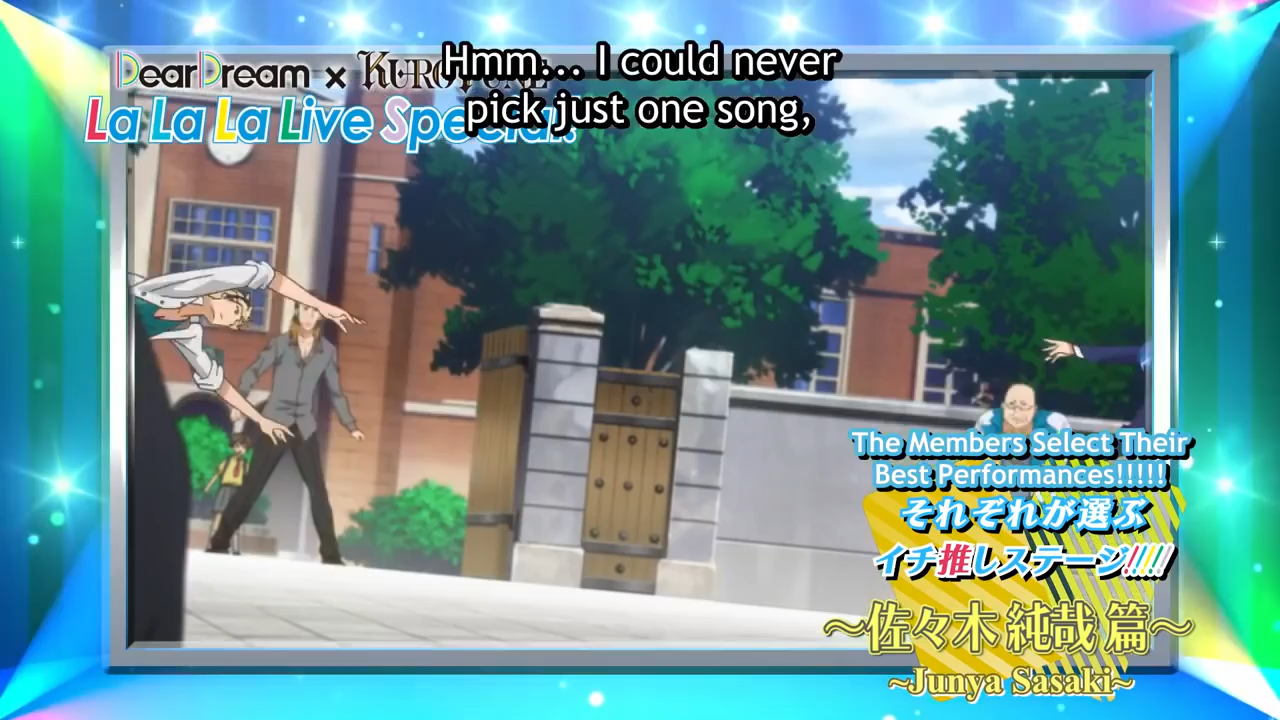 DearDream × KUROFUNE
Hmm... I could never
pick just one song,
La La La Live Special!
The Members Select Their
Best Performances!!!!!
それぞれが選ぶ
イチ推しステージ!!!!!
〜佐々木 純哉 篇〜
~Junya Sasaki~